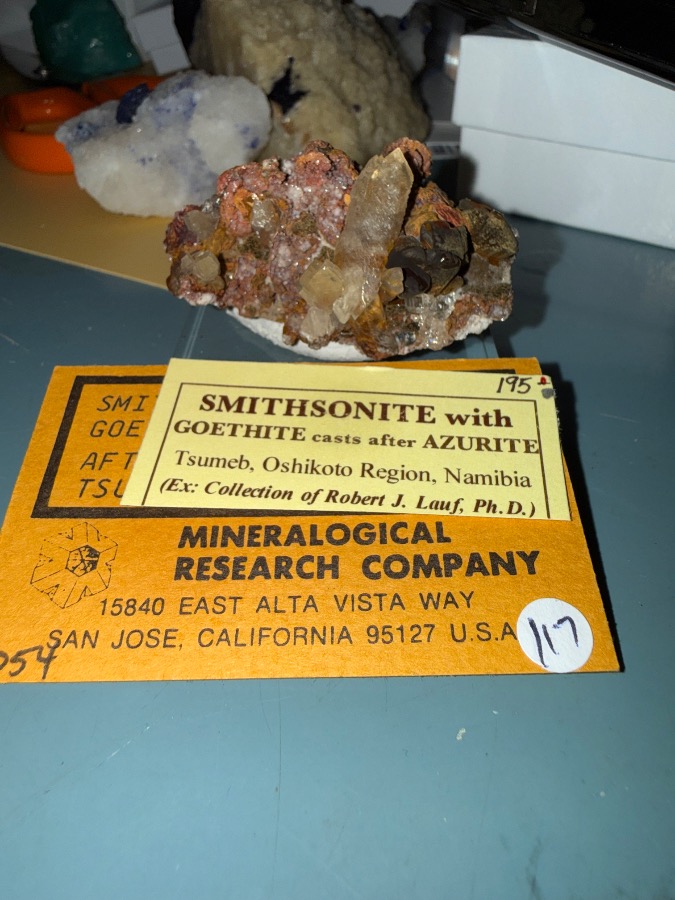 195
SMITHSONITE with
GOETHITE casts after AZURITE
Tsumeb, Oshikoto Region, Namibia
(Ex: Collection of Robert J. Lauf, Ph.D.)
SMI
GOE
AFT
TSU
MINERALOGICAL
RESEARCH COMPANY
15840 EAST ALTA VISTA WAY
SAN JOSE, CALIFORNIA 95127 U.S.A
117
054